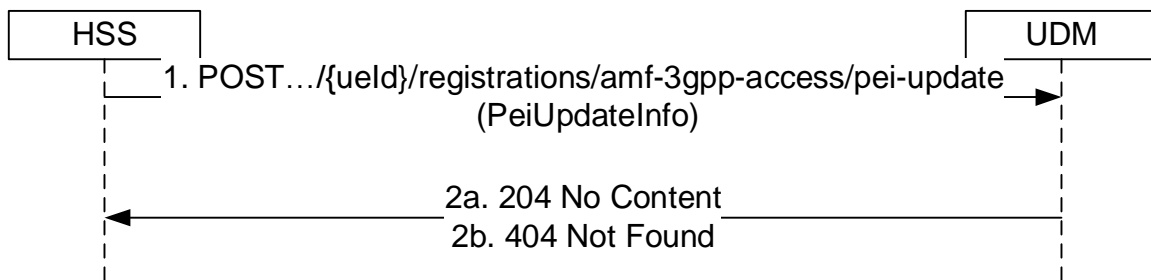 HSS
UDM
1. POST…/{ueId}/registrations/amf-3gpp-access/pei-update
(PeiUpdateInfo)
2a. 204 No Content
2b. 404 Not Found